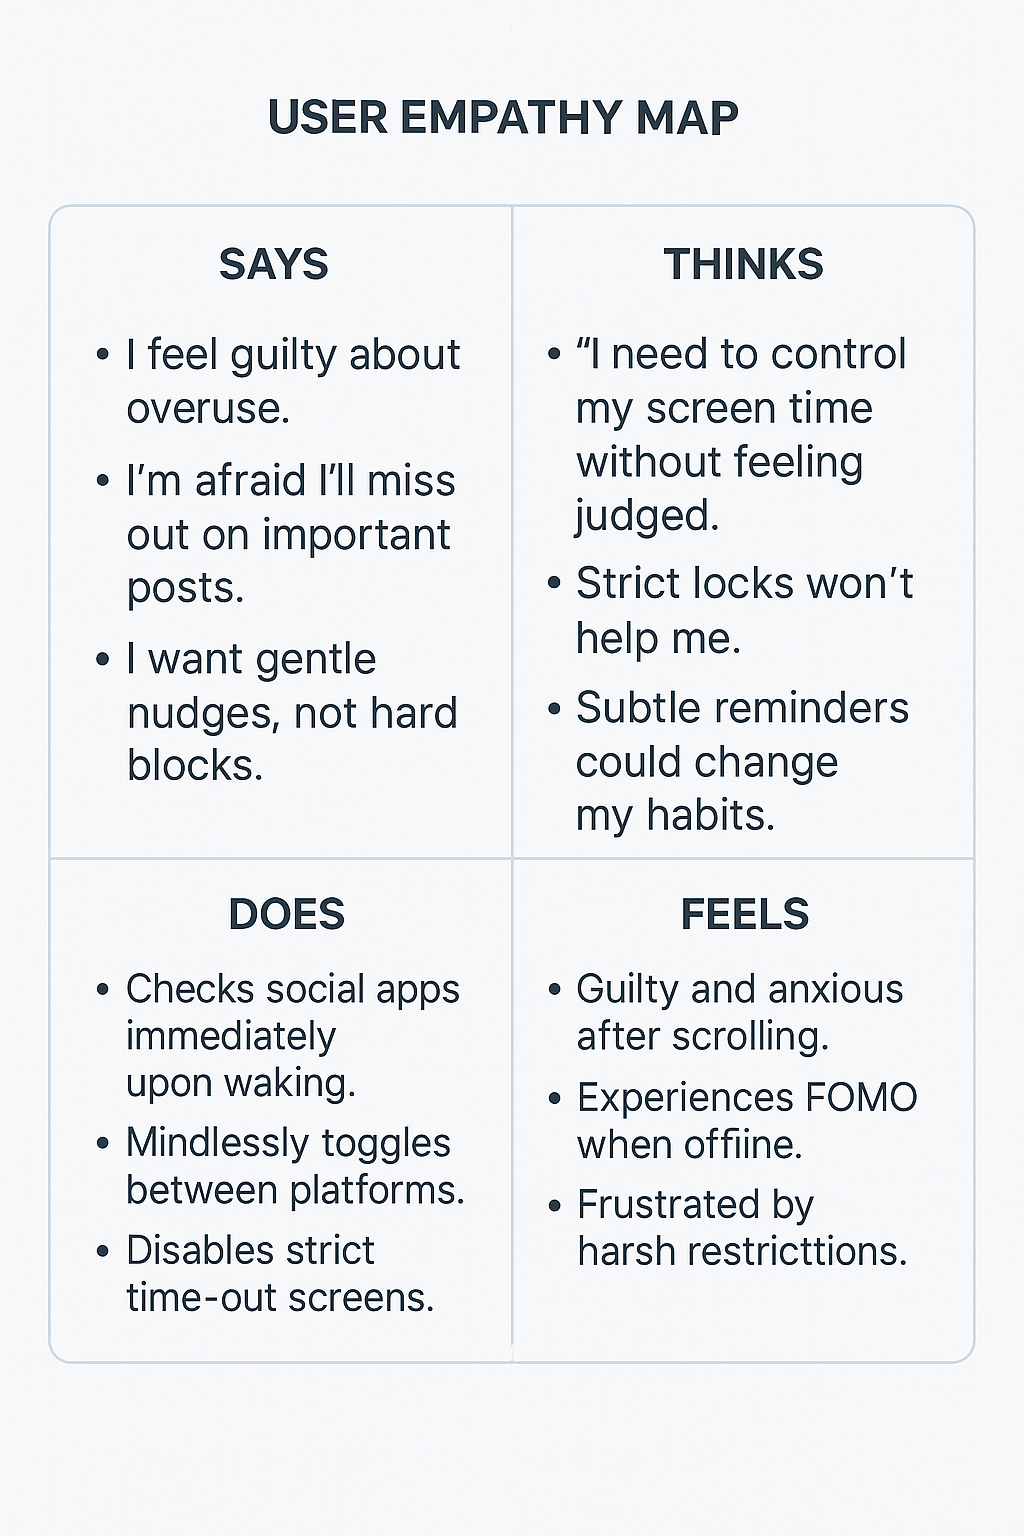 USER EMPATHY MAP
SAYS
• I feel guilty about
overuse.
• I’m afraid I’ll miss
out on important
posts.
• I want gentle
nudges, not hard
blocks.
THINKS
• “I need to control
my screen time
without feeling
judged.
• Strict locks won’t
help me.
• Subtle reminders
could change
my habits.
DOES
• Checks social apps
immediately
upon waking.
• Mindlessly toggles
between platforms.
• Disables strict
time-out screens.
FEELS
• Guilty and anxious
after scrolling.
• Experiences FOMO
when offiine.
• Frustrated by
harsh restricttions.